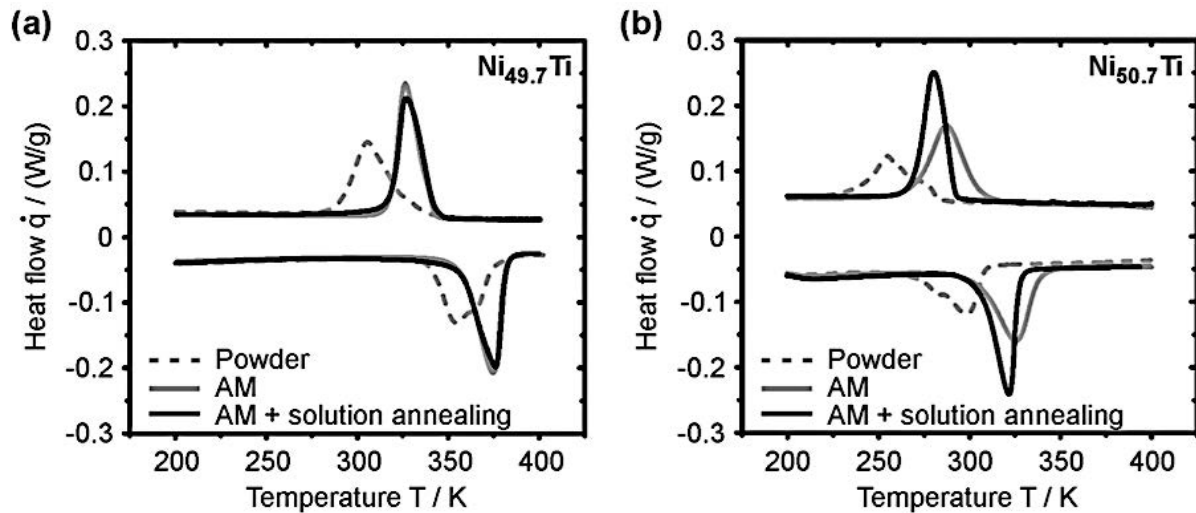 (a)
Ni49.7Ti
Heat flow q̇ / (W/g)
0.3
0.2
0.1
0
-0.1
-0.2
-0.3
Powder
AM
AM + solution annealing
200 250 300 350 400
Temperature T / K
(b)
Ni50.7Ti
Heat flow q̇ / (W/g)
0.3
0.2
0.1
0
-0.1
-0.2
-0.3
Powder
AM
AM + solution annealing
200 250 300 350 400
Temperature T / K